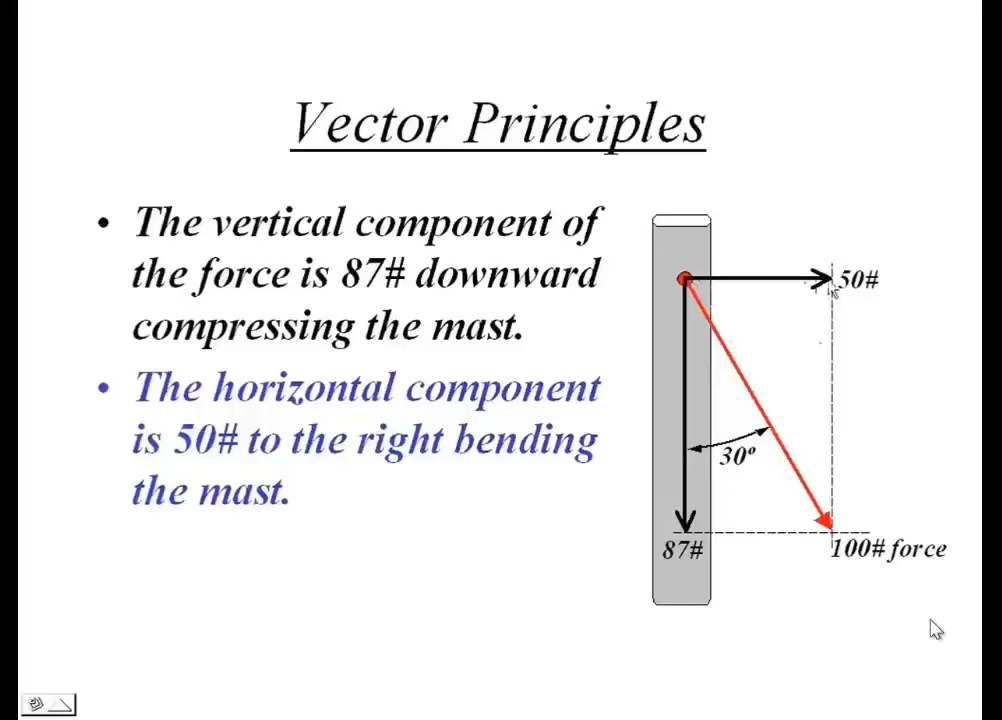 Vector Principles
• The vertical component of
the force is 87# downward
compressing the mast.
• The horizontal component
is 50# to the right bending
the mast.
50#
30º
87#
100# force